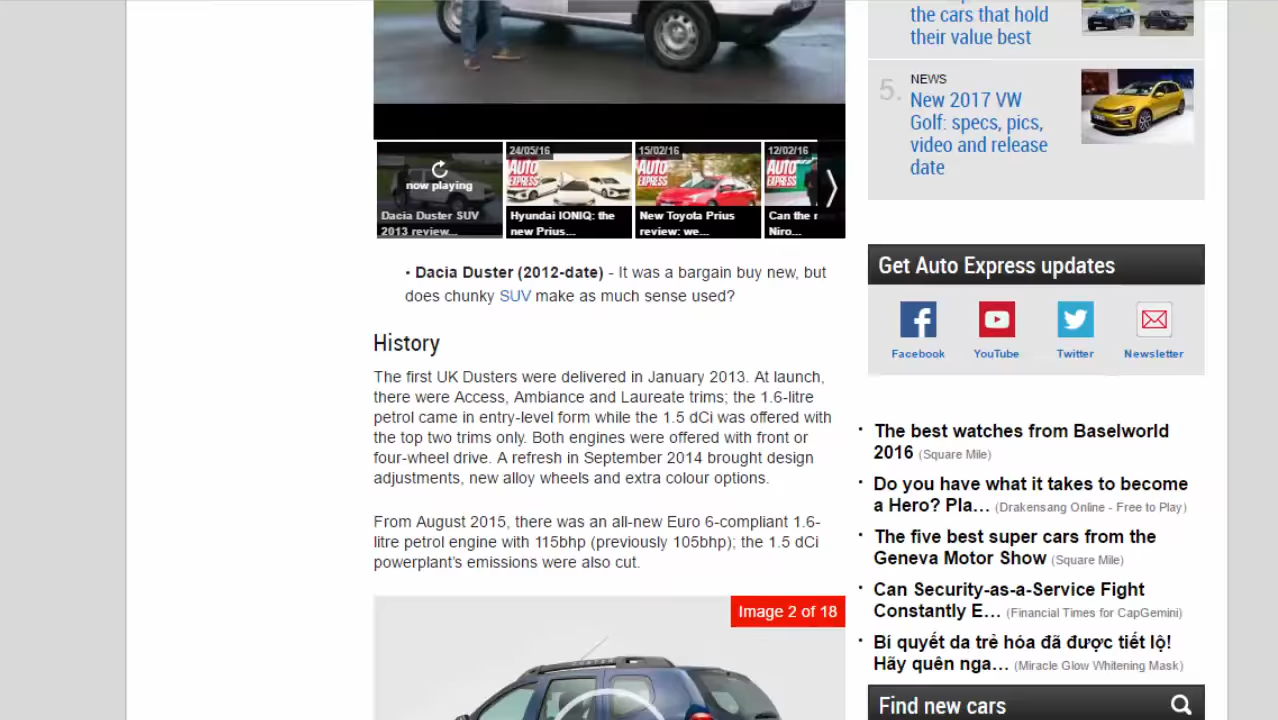 now playing
Dacia Duster SUV
2013 review...
24/05/16
AUTO
EXPRESS
Hyundai IONIQ: the
new Prius...
15/02/16
AUTO
EXPRESS
New Toyota Prius
review: we...
12/02/16
AUTO
EXPRESS
Can the
Niro...
• Dacia Duster (2012-date) - It was a bargain buy new, but
does chunky SUV make as much sense used?
History
The first UK Dusters were delivered in January 2013. At launch,
there were Access, Ambiance and Laureate trims; the 1.6-litre
petrol came in entry-level form while the 1.5 dCi was offered with
the top two trims only. Both engines were offered with front or
four-wheel drive. A refresh in September 2014 brought design
adjustments, new alloy wheels and extra colour options.
From August 2015, there was an all-new Euro 6-compliant 1.6-
litre petrol engine with 115bhp (previously 105bhp); the 1.5 dCi
powerplant's emissions were also cut.
Image 2 of 18
the cars that hold
their value best
5.
NEWS
New 2017 VW
Golf: specs, pics,
video and release
date
Get Auto Express updates
Facebook
YouTube
Twitter
Newsletter
The best watches from Baselworld
2016 (Square Mile)
Do you have what it takes to become
a Hero? Pla... (Drakensang Online - Free to Play)
The five best super cars from the
Geneva Motor Show (Square Mile)
Can Security-as-a-Service Fight
Constantly E... (Financial Times for CapGemini)
Bí quyết da trẻ hóa đã được tiết lộ!
Hãy quên nga... (Miracle Glow Whitening Mask)
Find new cars